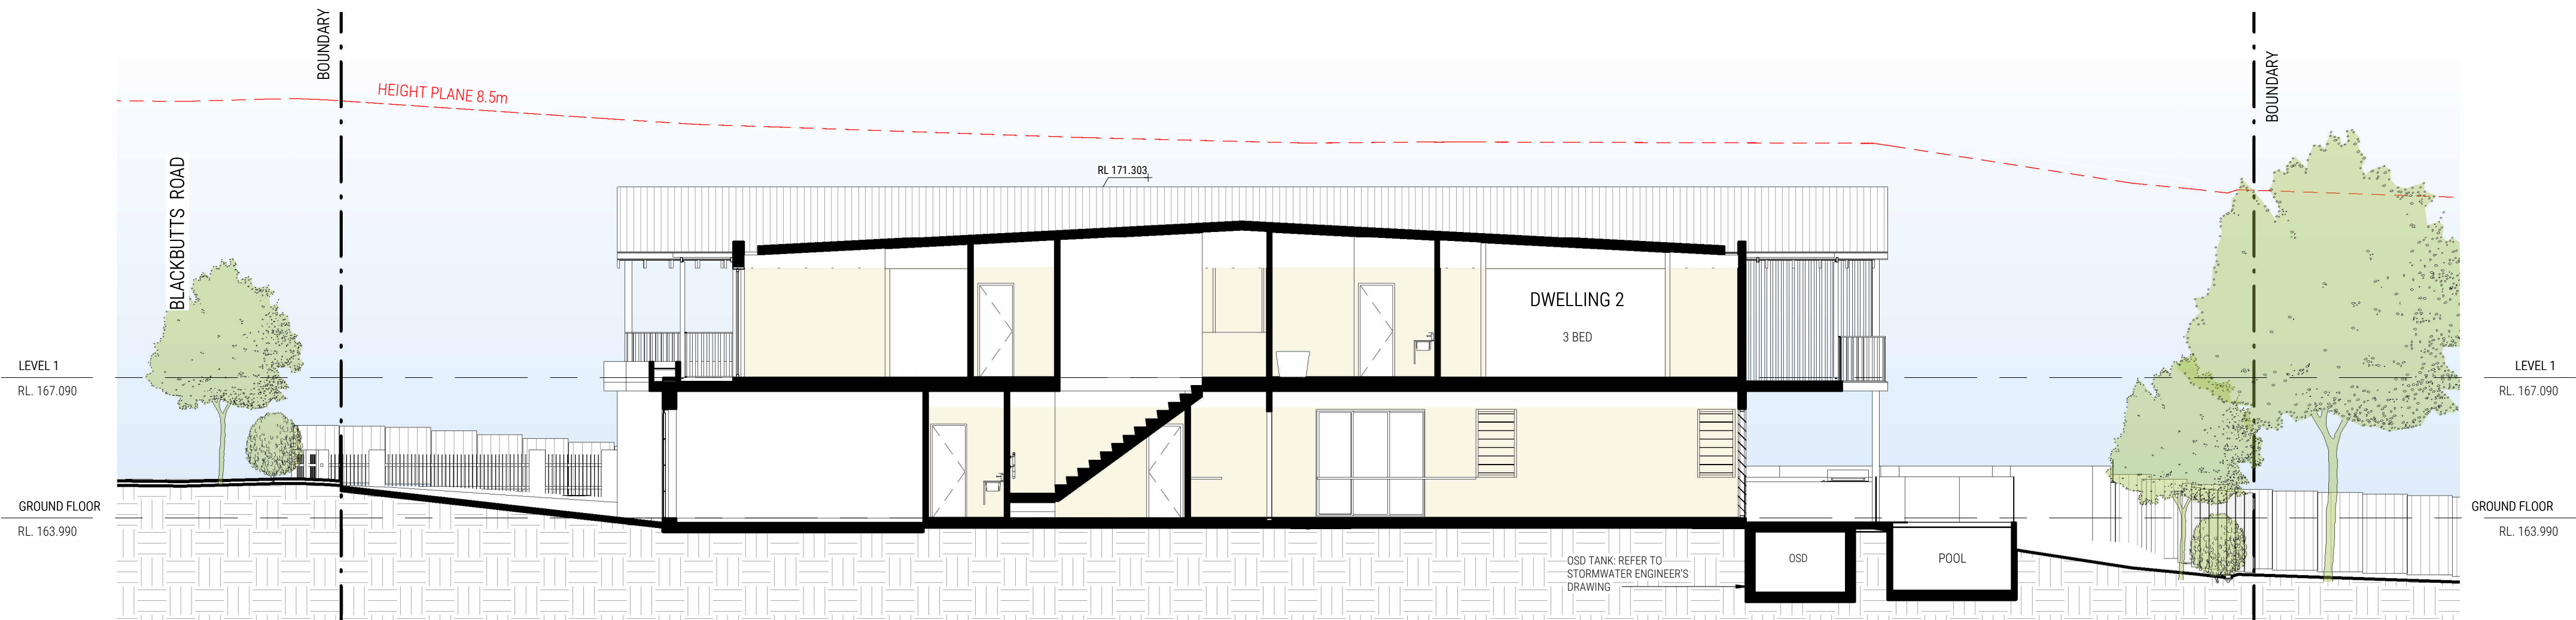 BOUNDARY
HEIGHT PLANE 8.5m
BOUNDARY
BLACKBUTTS ROAD
RL 171.303
DWELLING 2
3 BED
LEVEL 1
RL. 167.090
LEVEL 1
RL. 167.090
GROUND FLOOR
RL. 163.990
GROUND FLOOR
RL. 163.990
OSD TANK: REFER TO
STORMWATER ENGINEER'S
DRAWING
OSD
POOL